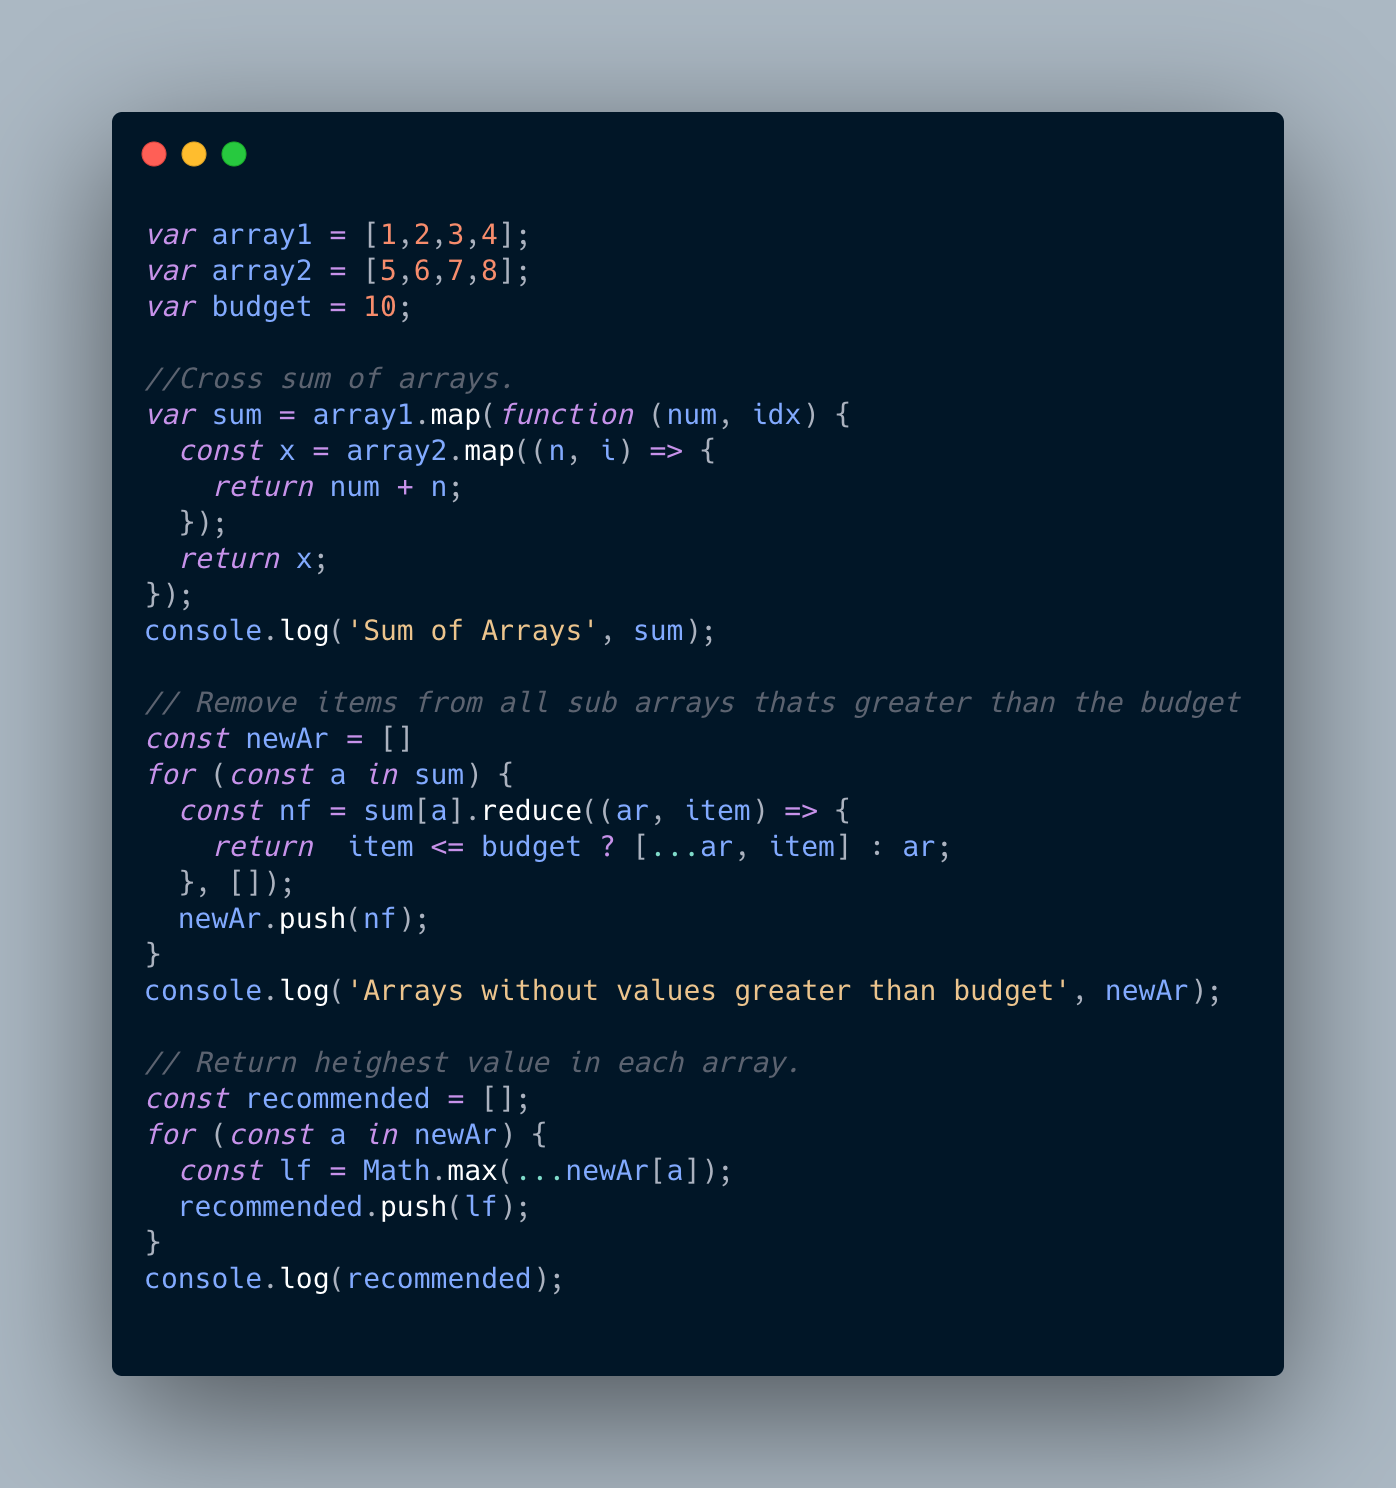 var array1 = [1,2,3,4];
var array2 = [5,6,7,8];
var budget = 10;

//Cross sum of arrays.
var sum = array1.map(function (num, idx) {
  const x = array2.map((n, i) => {
    return num + n;
  });
  return x;
});
console.log('Sum of Arrays', sum);

// Remove items from all sub arrays thats greater than the budget
const newAr = []
for (const a in sum) {
  const nf = sum[a].reduce((ar, item) => {
    return  item <= budget ? [...ar, item] : ar;
  }, []);
  newAr.push(nf);
}
console.log('Arrays without values greater than budget', newAr);

// Return heighest value in each array.
const recommended = [];
for (const a in newAr) {
  const lf = Math.max(...newAr[a]);
  recommended.push(lf);
}
console.log(recommended);